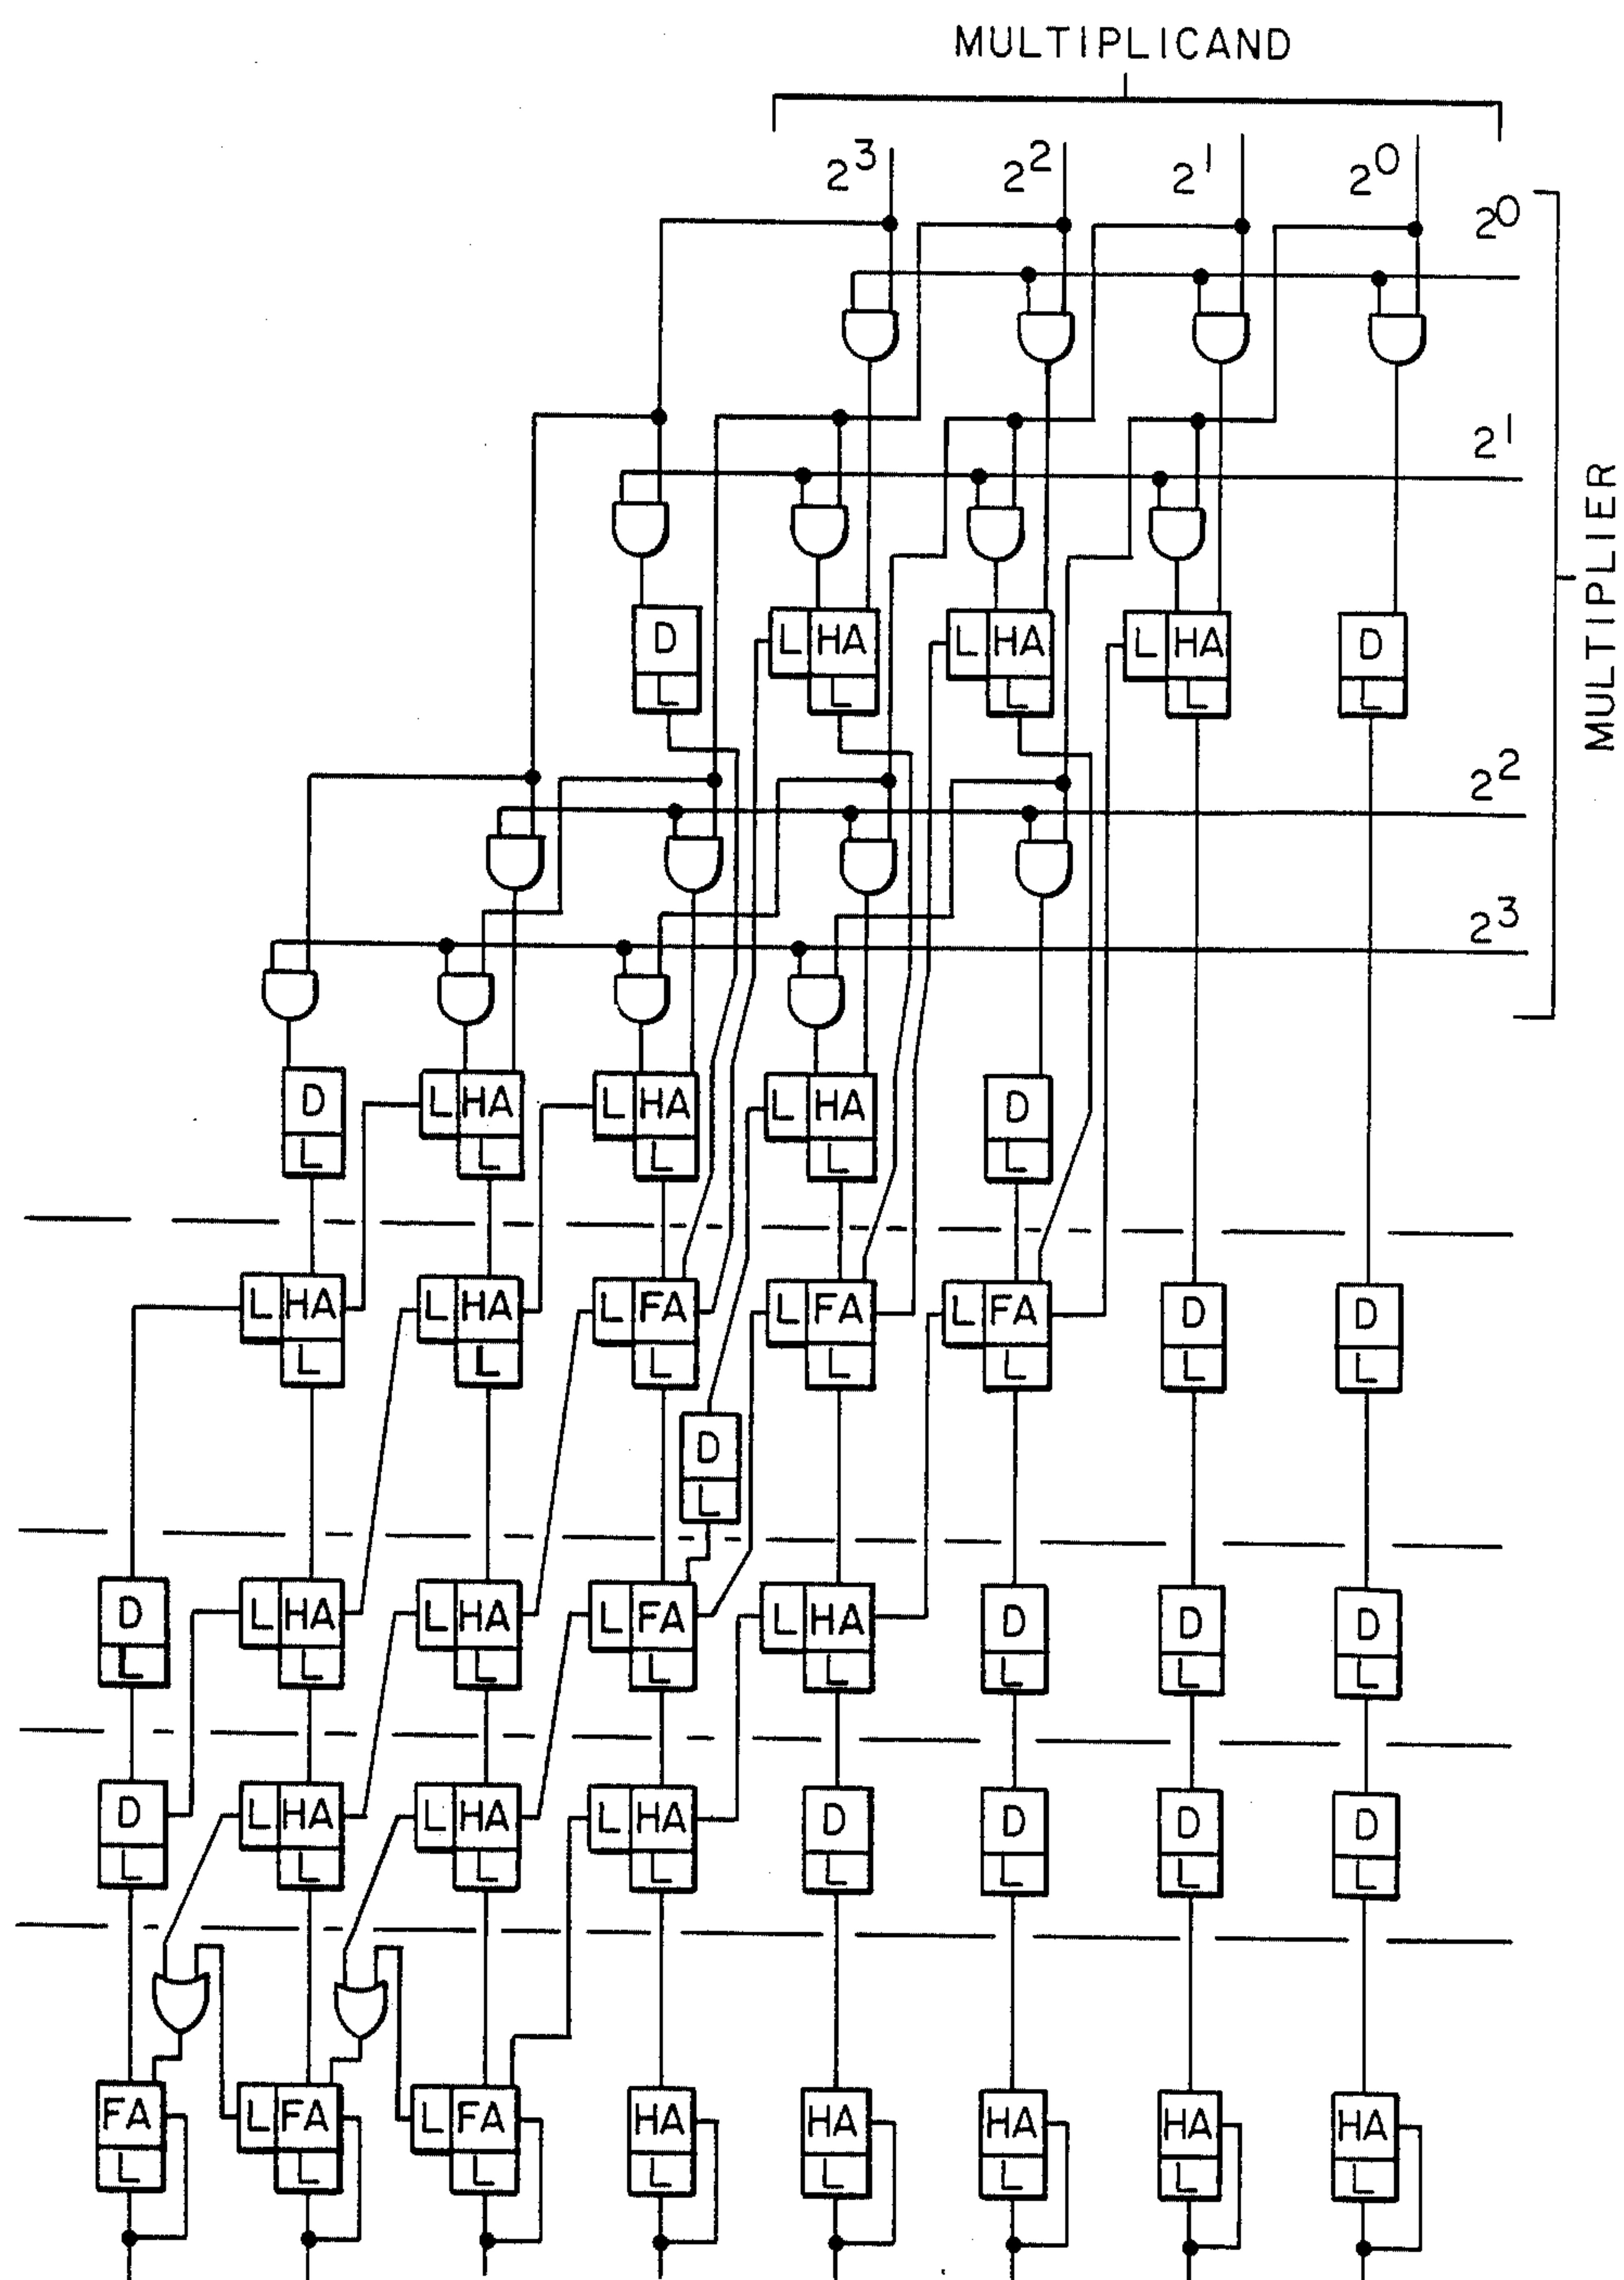 MULTIPLICAND
2³ 2² 2¹ 2⁰
2⁰
2¹
MULTIPLIER
D L HA L HA L HA D
L L L L L
2²
2³
D L HA L HA L HA D
L L L L L
L HA L HA L FA L FA L FA D D
L L L L L L L
D
L
D L HA L HA L FA L HA D D D
L L L L L L L L
D L HA L HA L HA D D D D
L L L L L L L L
FA L FA L FA HA HA HA HA HA
L L L L L L L L